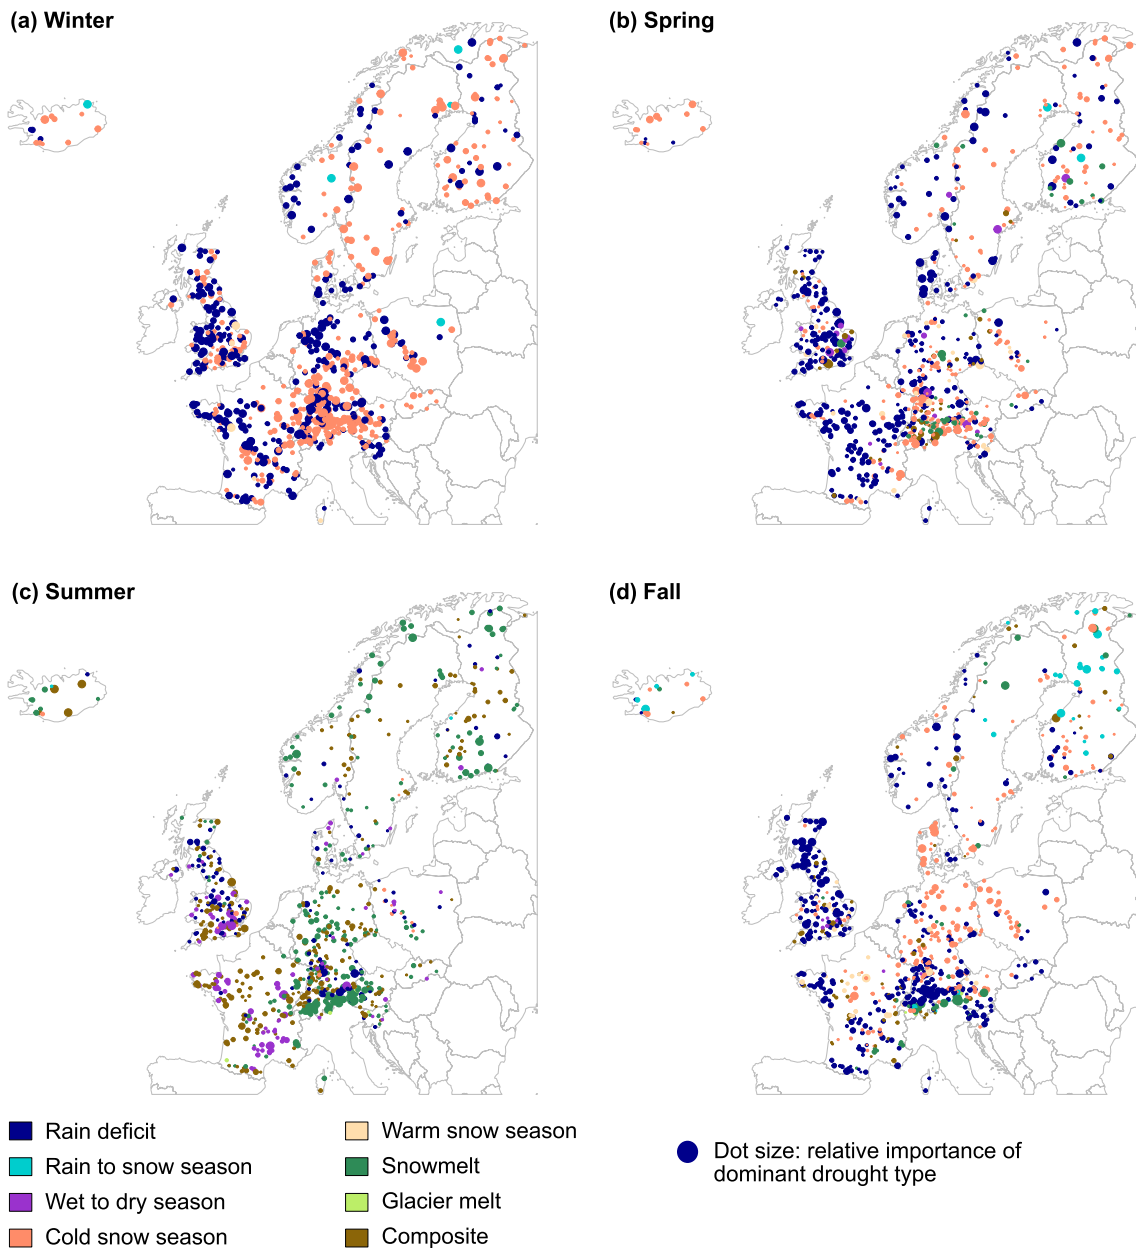 (a) Winter
(b) Spring
(c) Summer
(d) Fall
Rain deficit
Rain to snow season
Wet to dry season
Cold snow season
Warm snow season
Snowmelt
Glacier melt
Composite
Dot size: relative importance of
dominant drought type